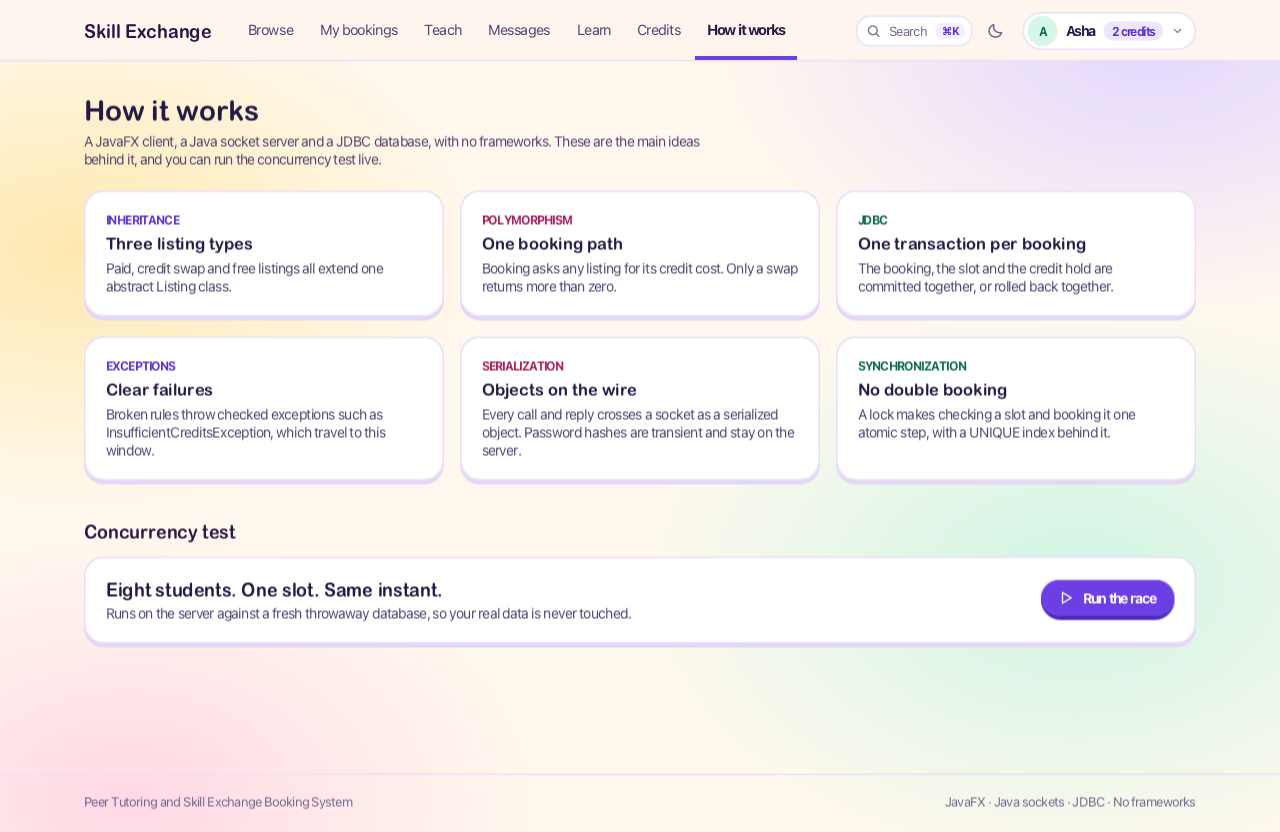 Skill Exchange
Browse
My bookings
Teach
Messages
Learn
Credits
How it works
Search
⌘K
A
Asha
2 credits
How it works
A JavaFX client, a Java socket server and a JDBC database, with no frameworks. These are the main ideas
behind it, and you can run the concurrency test live.
INHERITANCE
Three listing types
Paid, credit swap and free listings all extend one
abstract Listing class.
POLYMORPHISM
One booking path
Booking asks any listing for its credit cost. Only a swap
returns more than zero.
JDBC
One transaction per booking
The booking, the slot and the credit hold are
committed together, or rolled back together.
EXCEPTIONS
Clear failures
Broken rules throw checked exceptions such as
InsufficientCreditsException, which travel to this
window.
SERIALIZATION
Objects on the wire
Every call and reply crosses a socket as a serialized
object. Password hashes are transient and stay on the
server.
SYNCHRONIZATION
No double booking
A lock makes checking a slot and booking it one
atomic step, with a UNIQUE index behind it.
Concurrency test
Eight students. One slot. Same instant.
Runs on the server against a fresh throwaway database, so your real data is never touched.
Run the race
Peer Tutoring and Skill Exchange Booking System
JavaFX · Java sockets · JDBC · No frameworks